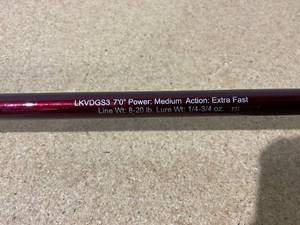 LKVDGS3 7'0" Power: Medium Action: Extra Fast
Line Wt: 8-20 lb. Lure Wt: 1/4-3/4 oz.